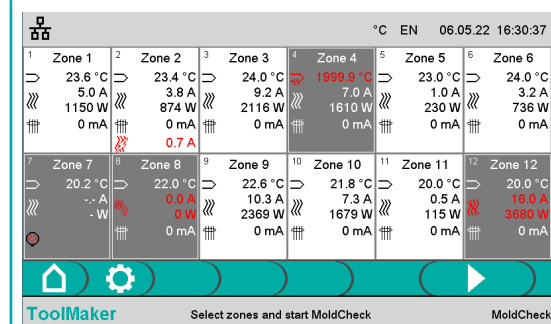 °C EN 06.05.22 16:30:37
1 Zone 1 2 Zone 2 3 Zone 3 4 Zone 4 5 Zone 5 6 Zone 6
23.6 °C 23.4 °C 24.0 °C 1999.9 °C 23.0 °C 24.0 °C
5.0 A 3.8 A 9.2 A 7.0 A 1.0 A 3.2 A
1150 W 874 W 2116 W 1610 W 230 W 736 W
0 mA 0 mA 0 mA 0 mA 0 mA 0 mA
0.7 A
7 Zone 7 8 Zone 8 9 Zone 9 10 Zone 10 11 Zone 11 12 Zone 12
20.2 °C 22.0 °C 22.6 °C 21.8 °C 20.0 °C 20.0 °C
-.- A 0.0 A 10.3 A 7.3 A 0.5 A 16.0 A
- W 0 W 2369 W 1679 W 115 W 3680 W
0 mA 0 mA 0 mA 0 mA 0 mA
ToolMaker Select zones and start MoldCheck MoldCheck